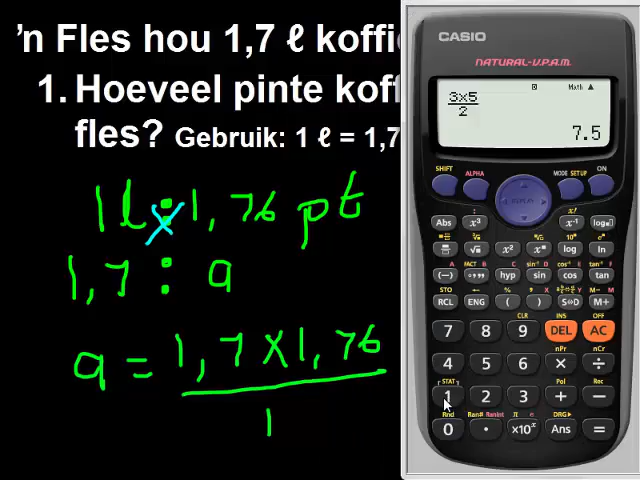 'n Fles hou 1,7 ℓ koffie
1. Hoeveel pinte koff
fles? Gebruik: 1 ℓ = 1,7
1 ℓ : 1,76 pt
1,7 : a
a = 1,7 × 1,76
1
CASIO
NATURAL-V.P.A.M.
Math ▲
3×5
2
7.5
SHIFT ALPHA MODE SETUP ON
REPLAY
Abs x³ x⁻¹ log
x! 
√ x² log ln
(−) hyp sin cos tan
STO
RCL ENG ( ) S⇔D M+
CLR INS OFF
7 8 9 DEL AC
nPr nCr
4 5 6 × ÷
STAT Pol Rec
1 2 3 + −
Rnd Ran# RanInt π e DRG▶
0 . ×10ˣ Ans =